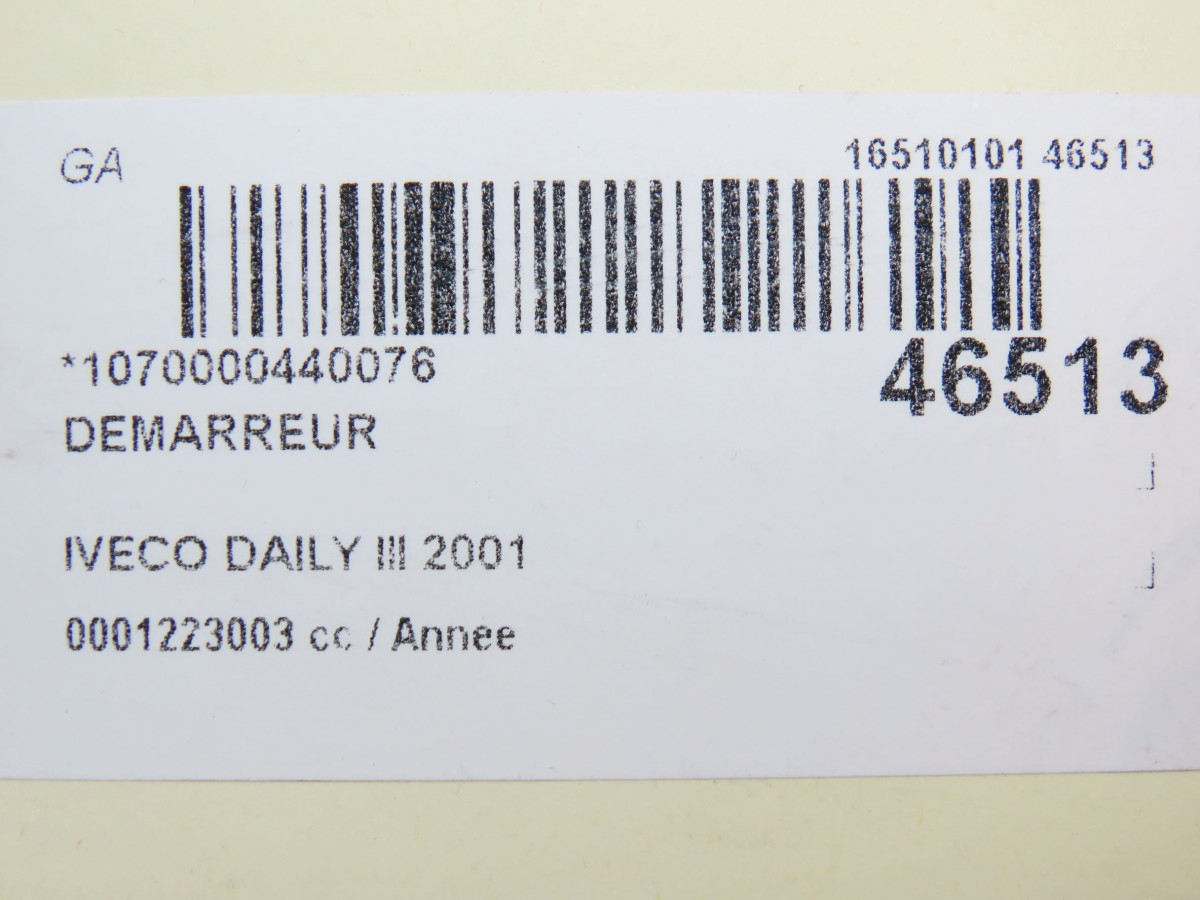 GA
16510101 46513
*1070000440076
46513
DEMARREUR
IVECO DAILY III 2001
0001223003 cc / Annee